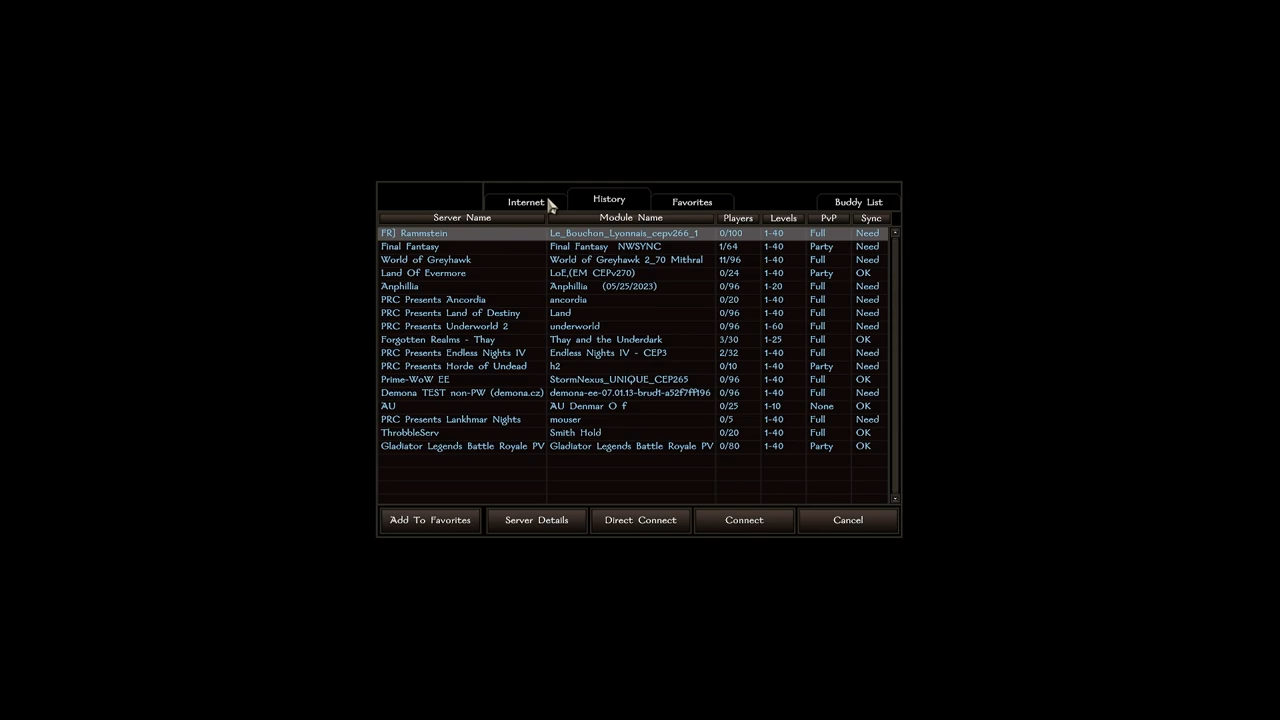 Internet History Favorites Buddy List
Server Name Module Name Players Levels PvP Sync
FR] Rammstein Le_Bouchon_Lyonnais_cepv266_1 0/100 1-40 Full Need
Final Fantasy Final Fantasy NWSYNC 1/64 1-40 Party Need
World of Greyhawk World of Greyhawk 2_70 Mithral 11/96 1-40 Full Need
Land Of Evermore LoE,(EM CEPv270) 0/24 1-40 Party OK
Anphillia Anphillia (05/25/2023) 0/96 1-20 Full Need
PRC Presents Ancordia ancordia 0/20 1-40 Full Need
PRC Presents Land of Destiny Land 0/96 1-40 Full Need
PRC Presents Underworld 2 underworld 0/96 1-60 Full Need
Forgotten Realms - Thay Thay and the Underdark 3/30 1-25 Full OK
PRC Presents Endless Nights IV Endless Nights IV - CEP3 2/32 1-40 Full Need
PRC Presents Horde of Undead h2 0/10 1-40 Party Need
Prime-WoW EE StormNexus_UNIQUE_CEP265 0/96 1-40 Full OK
Demona TEST non-PW (demona.cz) demona-ee-07.01.13-brud1-a52f7ff196 0/96 1-40 Full Need
AU AU Denmar O f 0/25 1-10 None OK
PRC Presents Lankhmar Nights mouser 0/5 1-40 Full Need
ThrobbleServ Smith Hold 0/20 1-40 Full OK
Gladiator Legends Battle Royale PV Gladiator Legends Battle Royale PV 0/80 1-40 Party OK
Add To Favorites Server Details Direct Connect Connect Cancel